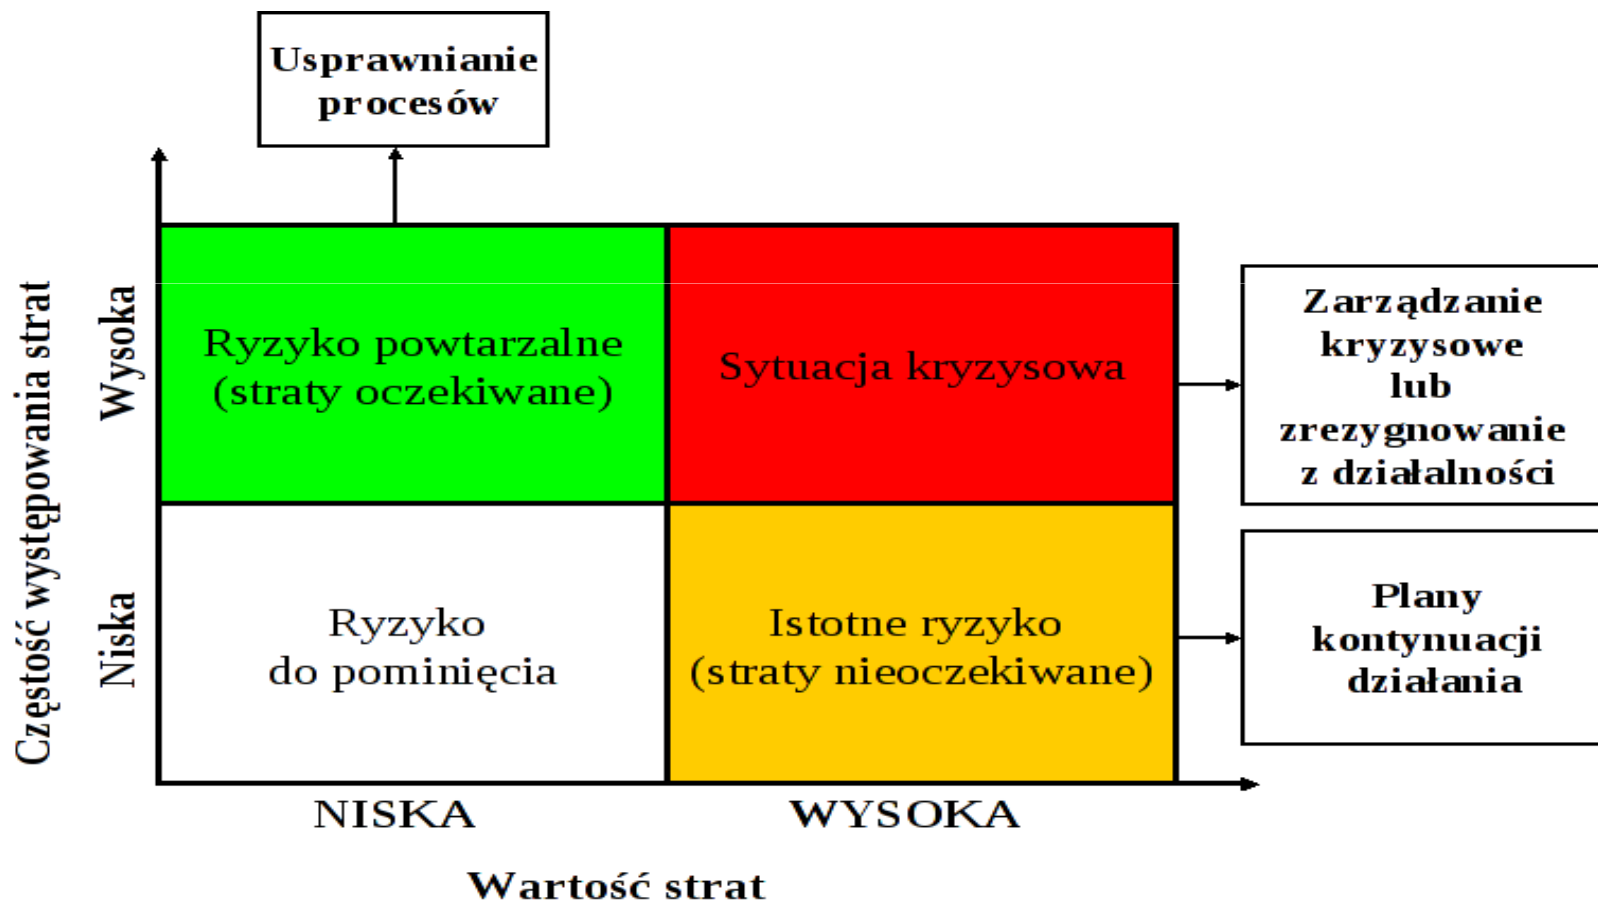 Usprawnianie
procesów
Częstość występowania strat
Wysoka
Niska
Ryzyko powtarzalne
(straty oczekiwane)
Sytuacja kryzysowa
Zarządzanie
kryzysowe
lub
zrezygnowanie
z działalności
Ryzyko
do pominięcia
Istotne ryzyko
(straty nieoczekiwane)
Plany
kontynuacji
działania
NISKA
WYSOKA
Wartość strat